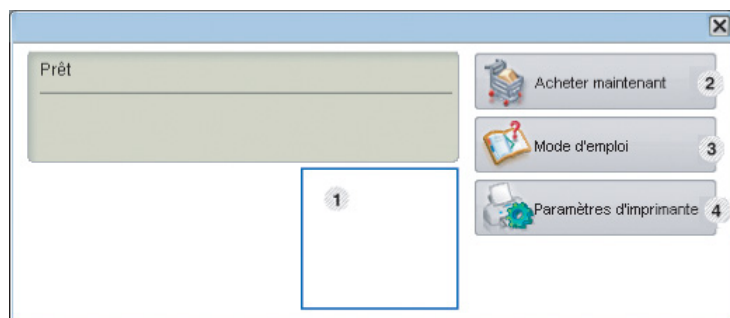 Prêt
Acheter maintenant 2
Mode d'emploi 3
1
Paramètres d'imprimante 4